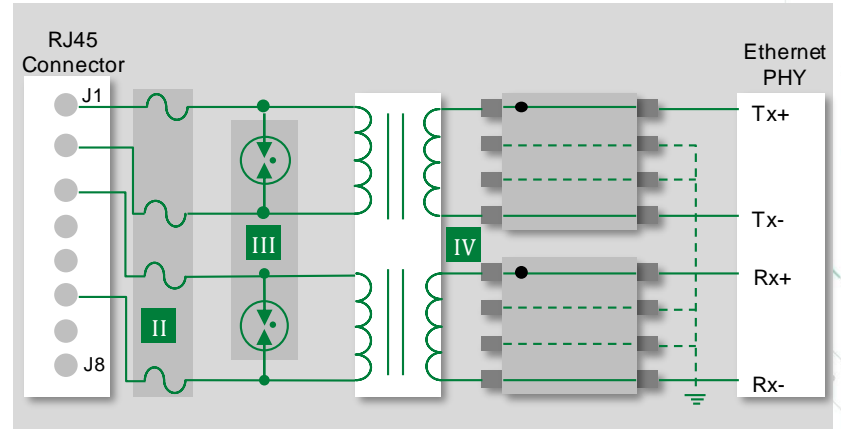 RJ45
Connector
Ethernet
PHY
J1
Tx+
III
Tx-
IV
Rx+
II
J8
Rx-